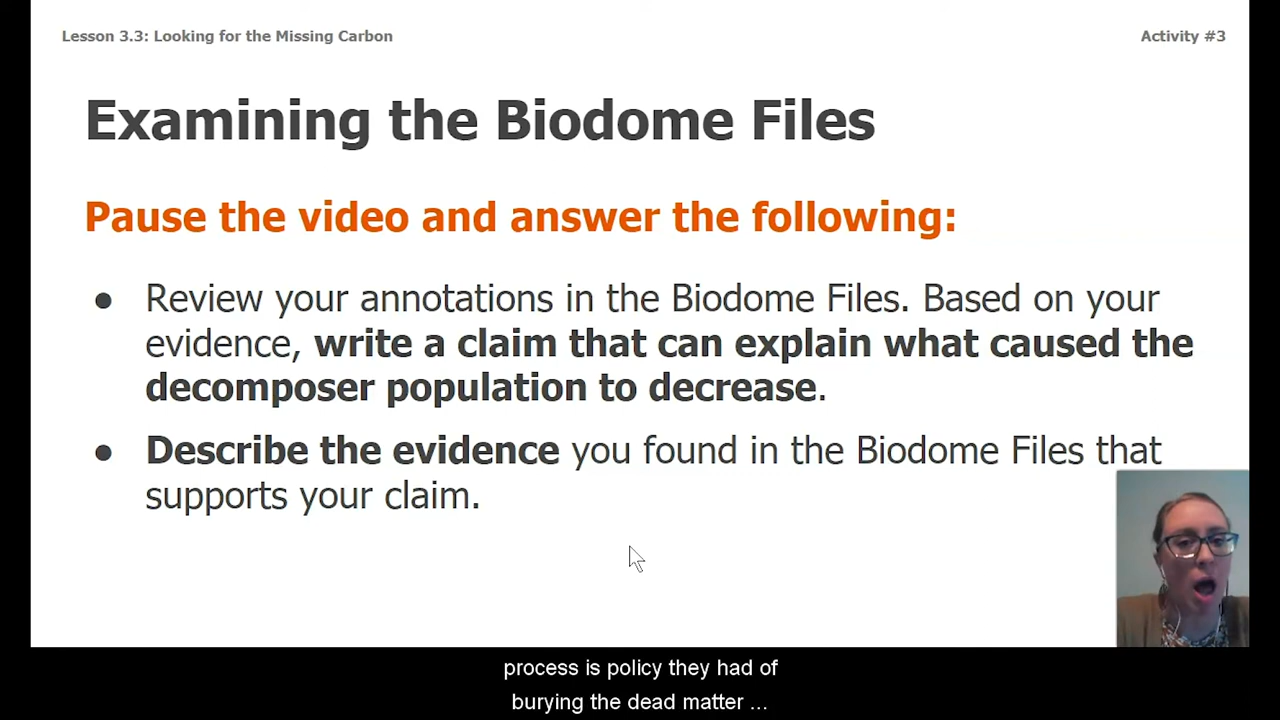 Lesson 3.3: Looking for the Missing Carbon
Activity #3
Examining the Biodome Files
Pause the video and answer the following:
● Review your annotations in the Biodome Files. Based on your
evidence, write a claim that can explain what caused the
decomposer population to decrease.
● Describe the evidence you found in the Biodome Files that
supports your claim.
process is policy they had of
burying the dead matter ...